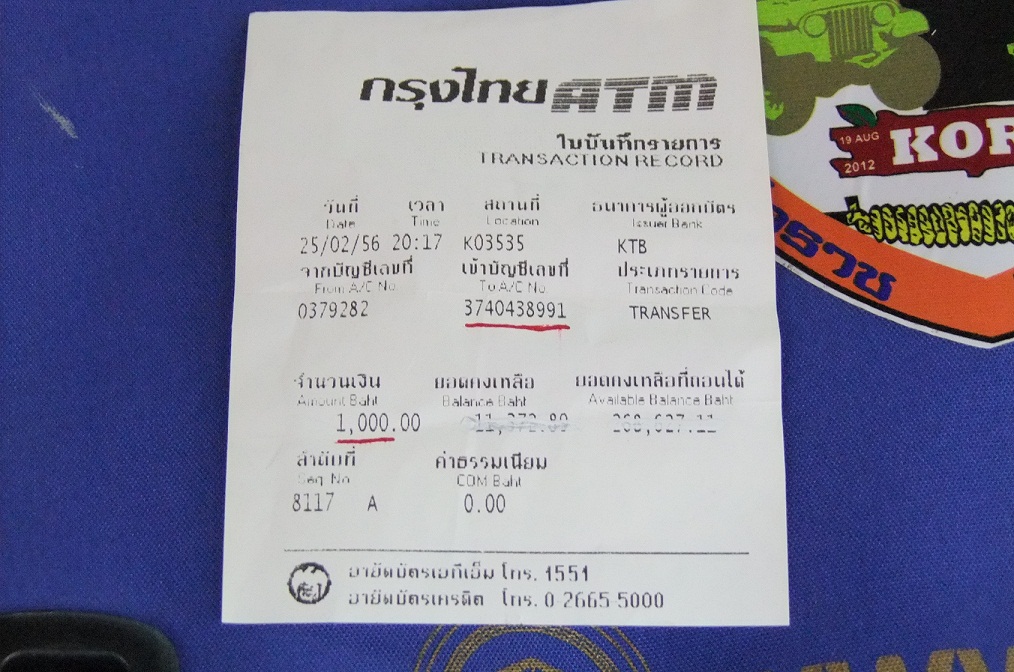 กรุงไทย ATM
ใบบันทึกรายการ
TRANSACTION RECORD
วันที่ เวลา สถานที่ ธนาคารผู้ออกบัตร
Date Time Location Issuer Bank
25/02/56 20:17 K03535 KTB
จากบัญชีเลขที่ เข้าบัญชีเลขที่ ประเภทรายการ
From A/C No. To A/C No. Transaction Code
0379282 3740438991 TRANSFER
จำนวนเงิน ยอดคงเหลือ ยอดคงเหลือที่ถอนได้
Amount Baht Balance Baht Available Balance Baht
1,000.00
ลำดับที่ ค่าธรรมเนียม
Seq No COM Baht
8117 A 0.00
อายัดบัตรเอทีเอ็ม โทร. 1551
อายัดบัตรเครดิต โทร. 0-2665-5000
19 AUG
2012
KOR